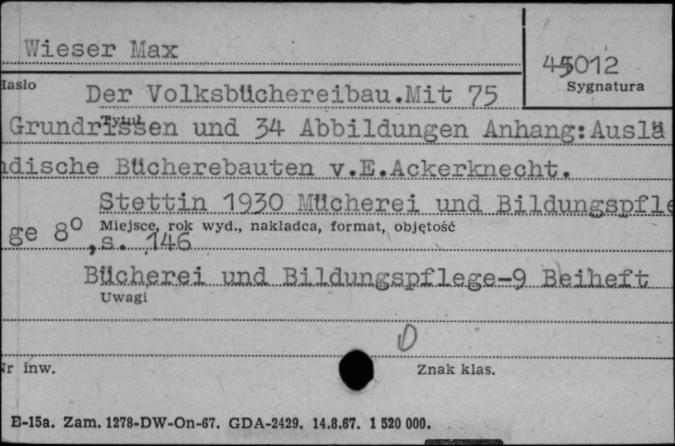 Wieser Max
45012
Hasło
Sygnatura
Der Volksbüchereibau.Mit 75
Tytuł
Grundrissen und 34 Abbildungen Anhang:Auslä
ndische Bücherebauten v.E.Ackerknecht.
Stettin 1930 Mücherei und Bildungspfle
Miejsce, rok wyd., nakładca, format, objętość
ge 8⁰ ,s. 146
Bücherei und Bildungspflege-9 Beiheft
Uwagi
Nr inw.
Znak klas.
E-15a. Zam. 1278-DW-On-67. GDA-2429. 14.8.67. 1 520 000.